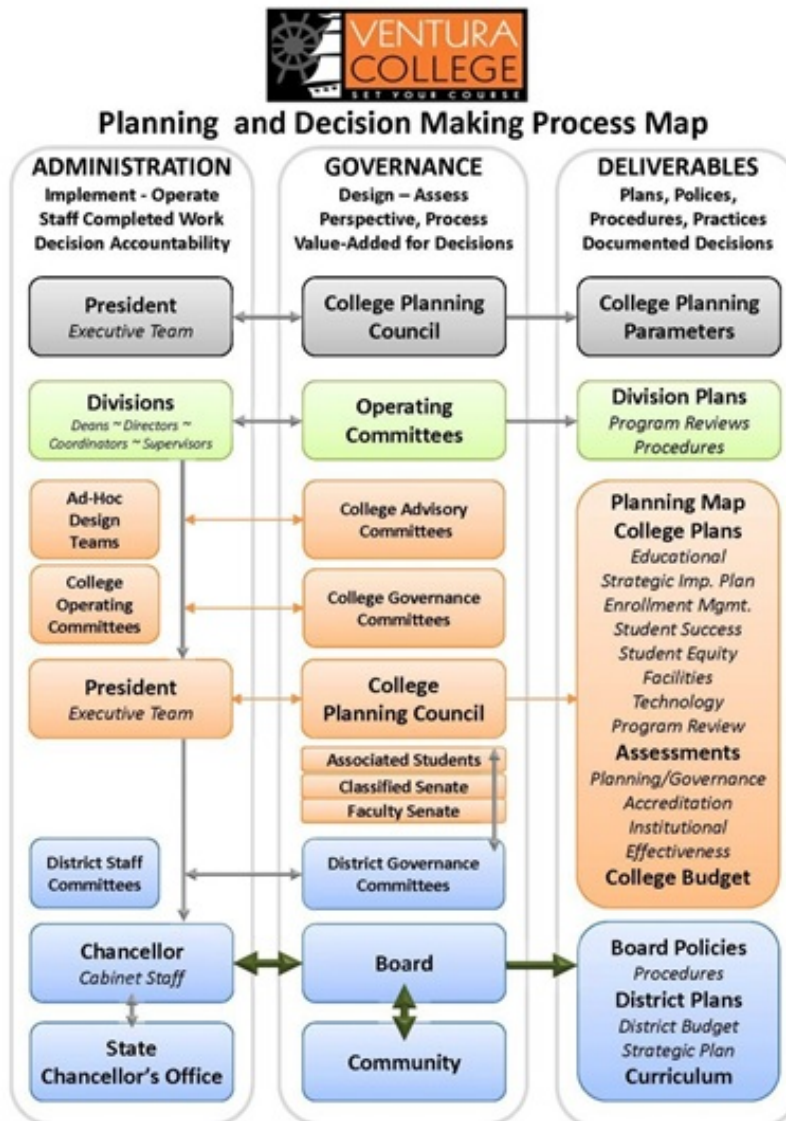 VENTURA
COLLEGE
SET YOUR COURSE
Planning and Decision Making Process Map
ADMINISTRATION
Implement - Operate
Staff Completed Work
Decision Accountability
GOVERNANCE
Design – Assess
Perspective, Process
Value-Added for Decisions
DELIVERABLES
Plans, Polices,
Procedures, Practices
Documented Decisions
President
Executive Team
College Planning
Council
College Planning
Parameters
Divisions
Deans ~ Directors ~
Coordinators ~ Supervisors
Operating
Committees
Division Plans
Program Reviews
Procedures
Ad-Hoc
Design
Teams
College Advisory
Committees
College
Operating
Committees
College Governance
Committees
President
Executive Team
College
Planning Council
Associated Students
Classified Senate
Faculty Senate
Planning Map
College Plans
Educational
Strategic Imp. Plan
Enrollment Mgmt.
Student Success
Student Equity
Facilities
Technology
Program Review
Assessments
Planning/Governance
Accreditation
Institutional
Effectiveness
College Budget
District Staff
Committees
District Governance
Committees
Chancellor
Cabinet Staff
Board
State
Chancellor's Office
Community
Board Policies
Procedures
District Plans
District Budget
Strategic Plan
Curriculum